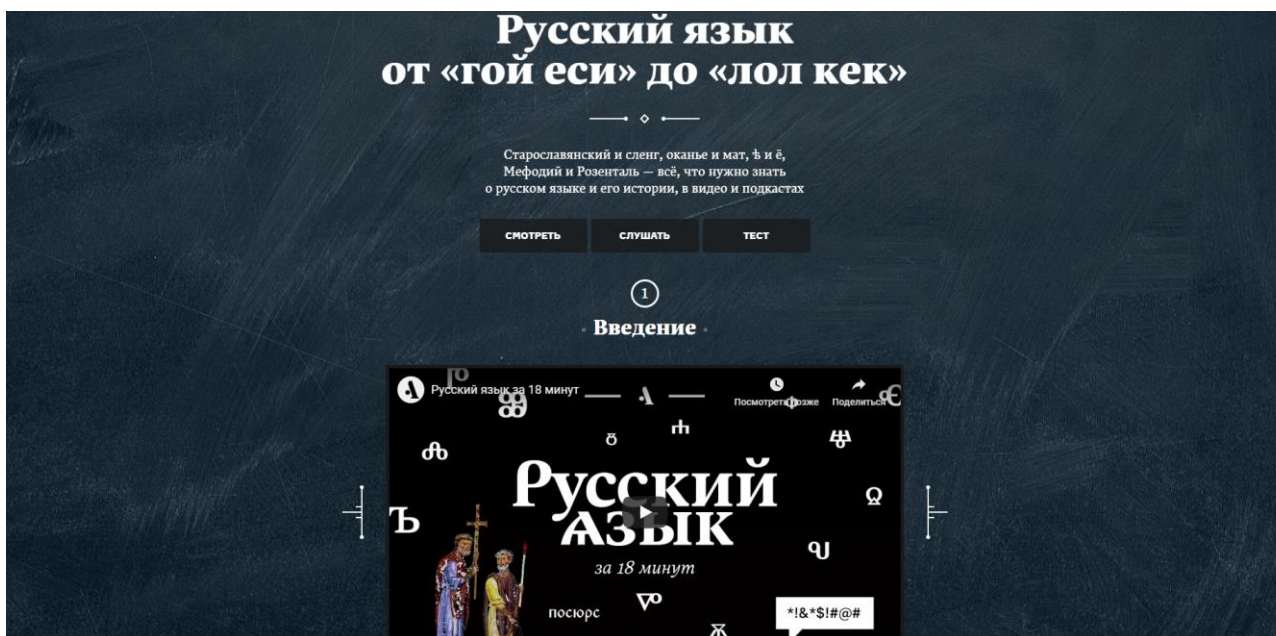 Русский язык
от «гой еси» до «лол кек»
Старославянский и сленг, оканье и мат, ѣ и ё,
Мефодий и Розенталь — всё, что нужно знать
о русском языке и его истории, в видео и подкастах
СМОТРЕТЬ СЛУШАТЬ ТЕСТ
1
Введение
Русский язык за 18 минут
Посмотреть позже Поделиться
Ъ
Русский
ѧзык
за 18 минут
посюрс
*!&*$!#@#